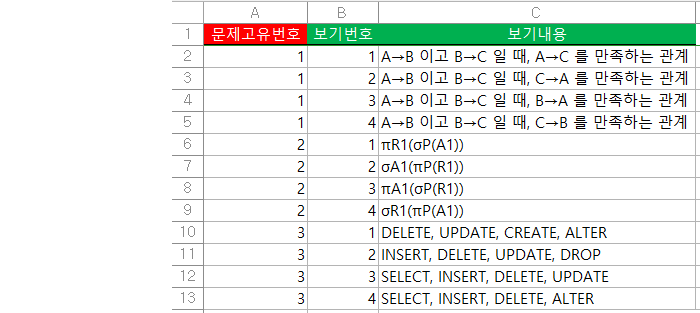 A B C
1 문제고유번호 보기번호 보기내용
2 1 1 A→B 이고 B→C 일 때, A→C 를 만족하는 관계
3 1 2 A→B 이고 B→C 일 때, C→A 를 만족하는 관계
4 1 3 A→B 이고 B→C 일 때, B→A 를 만족하는 관계
5 1 4 A→B 이고 B→C 일 때, C→B 를 만족하는 관계
6 2 1 πR1(σP(A1))
7 2 2 σA1(πP(R1))
8 2 3 πA1(σP(R1))
9 2 4 σR1(πP(A1))
10 3 1 DELETE, UPDATE, CREATE, ALTER
11 3 2 INSERT, DELETE, UPDATE, DROP
12 3 3 SELECT, INSERT, DELETE, UPDATE
13 3 4 SELECT, INSERT, DELETE, ALTER